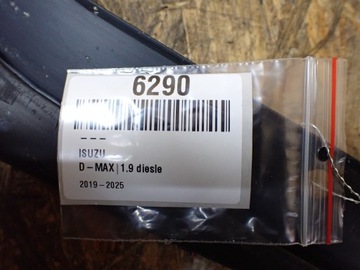 6290
---
ISUZU
D-MAX | 1.9 diesle
2019-2025